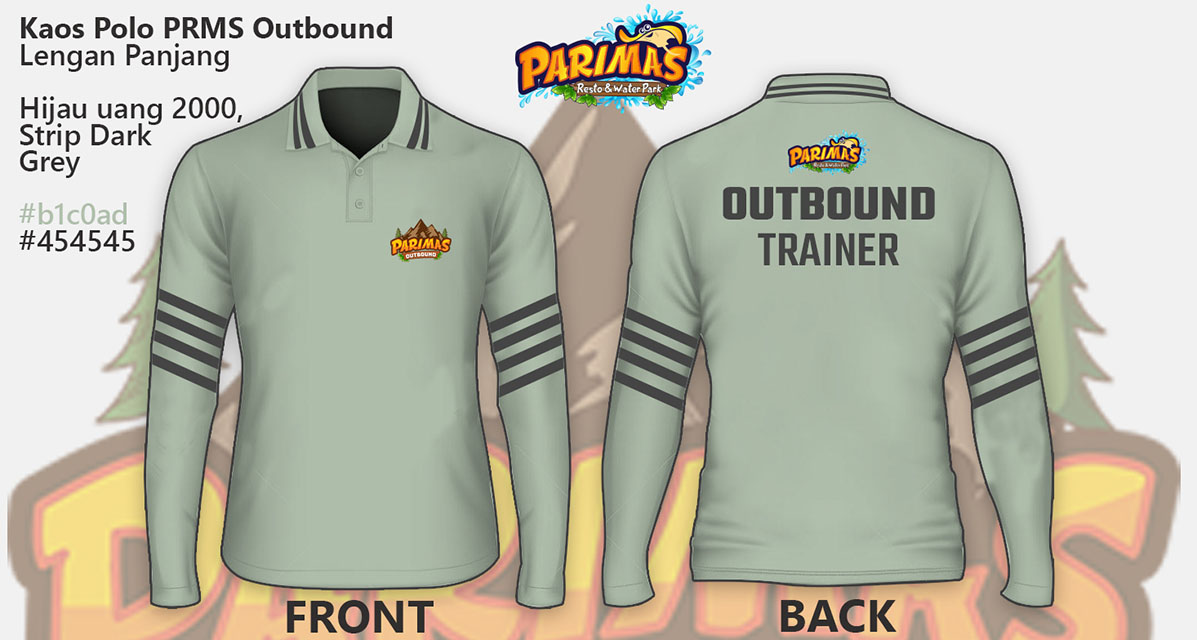 Kaos Polo PRMS Outbound
Lengan Panjang
Hijau uang 2000,
Strip Dark
Grey
#b1c0ad
#454545
PARIMAS
Resto & Water Park
PARIMAS
OUTBOUND
PARIMAS
Resto & Water Park
OUTBOUND
TRAINER
PARIMAS
FRONT
BACK